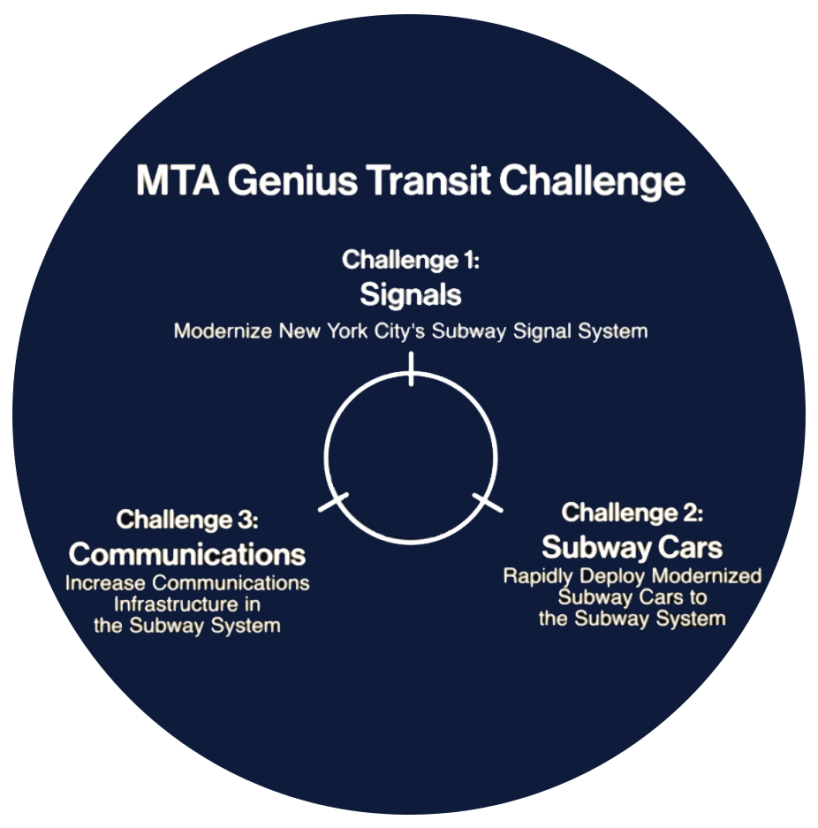 MTA Genius Transit Challenge
Challenge 1:
Signals
Modernize New York City's Subway Signal System
Challenge 2:
Subway Cars
Rapidly Deploy Modernized
Subway Cars to
the Subway System
Challenge 3:
Communications
Increase Communications
Infrastructure in
the Subway System